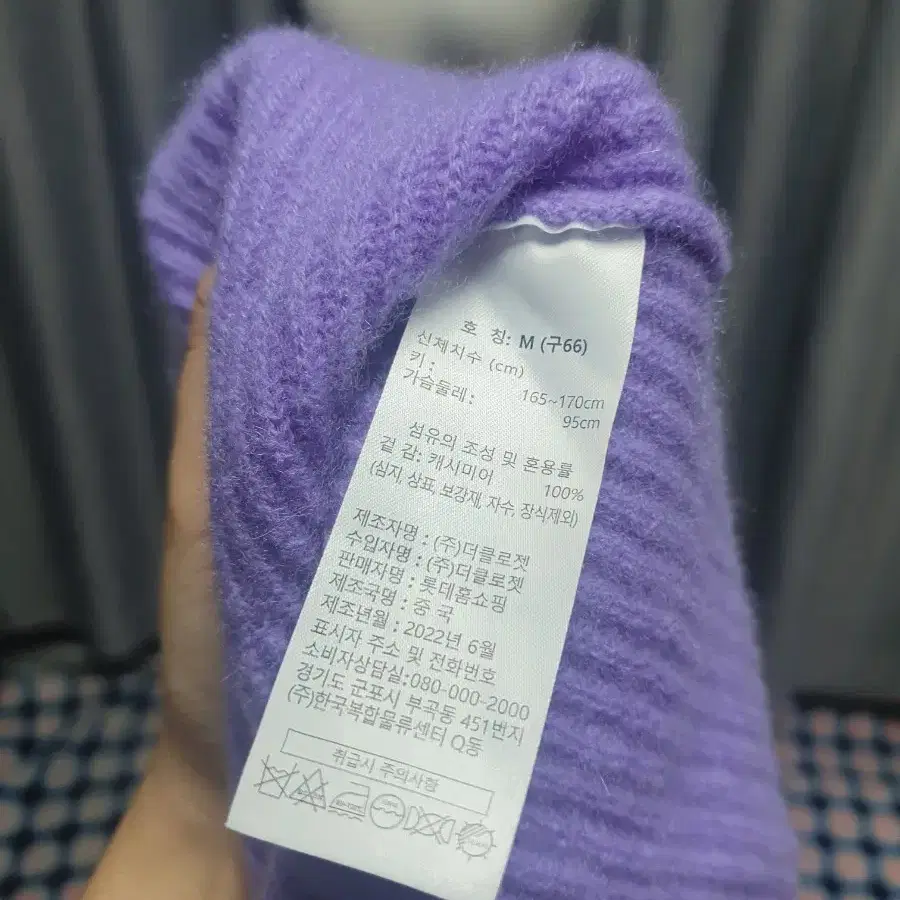 호 칭: M (구66)
신체치수 (cm)
키 : 165~170cm
가슴둘레 : 95cm
섬유의 조성 및 혼용률
겉 감: 캐시미어 100%
(심지, 상표, 보강재, 자수, 장식제외)
제조자명 : (주)더클로젯
수입자명 : (주)더클로젯
판매자명 : 롯데홈쇼핑
제조국명 : 중 국
제조년월 : 2022년 6월
표시자 주소 및 전화번호
소비자상담실:080-000-2000
경기도 군포시 부곡동 451번지
(주)한국복합물류센터 Q동
취급시 주의사항